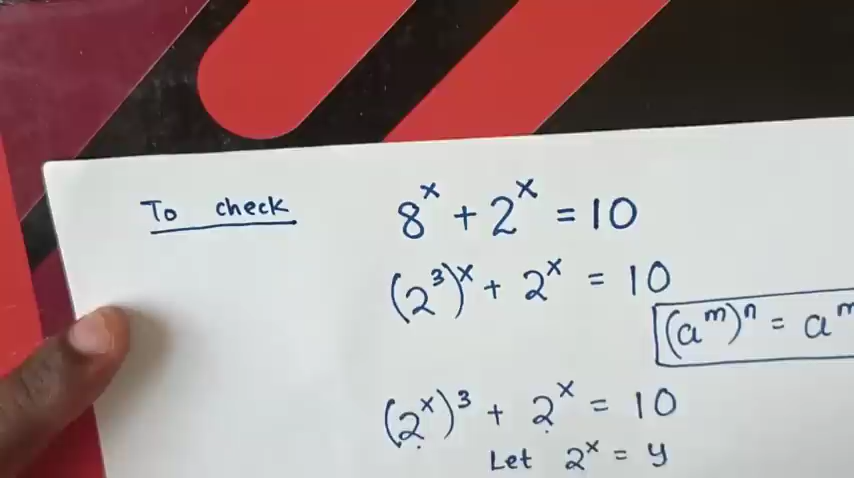 To check
8^x + 2^x = 10
(2^3)^x + 2^x = 10
(a^m)^n = a^m
(2^x)^3 + 2^x = 10
Let 2^x = y